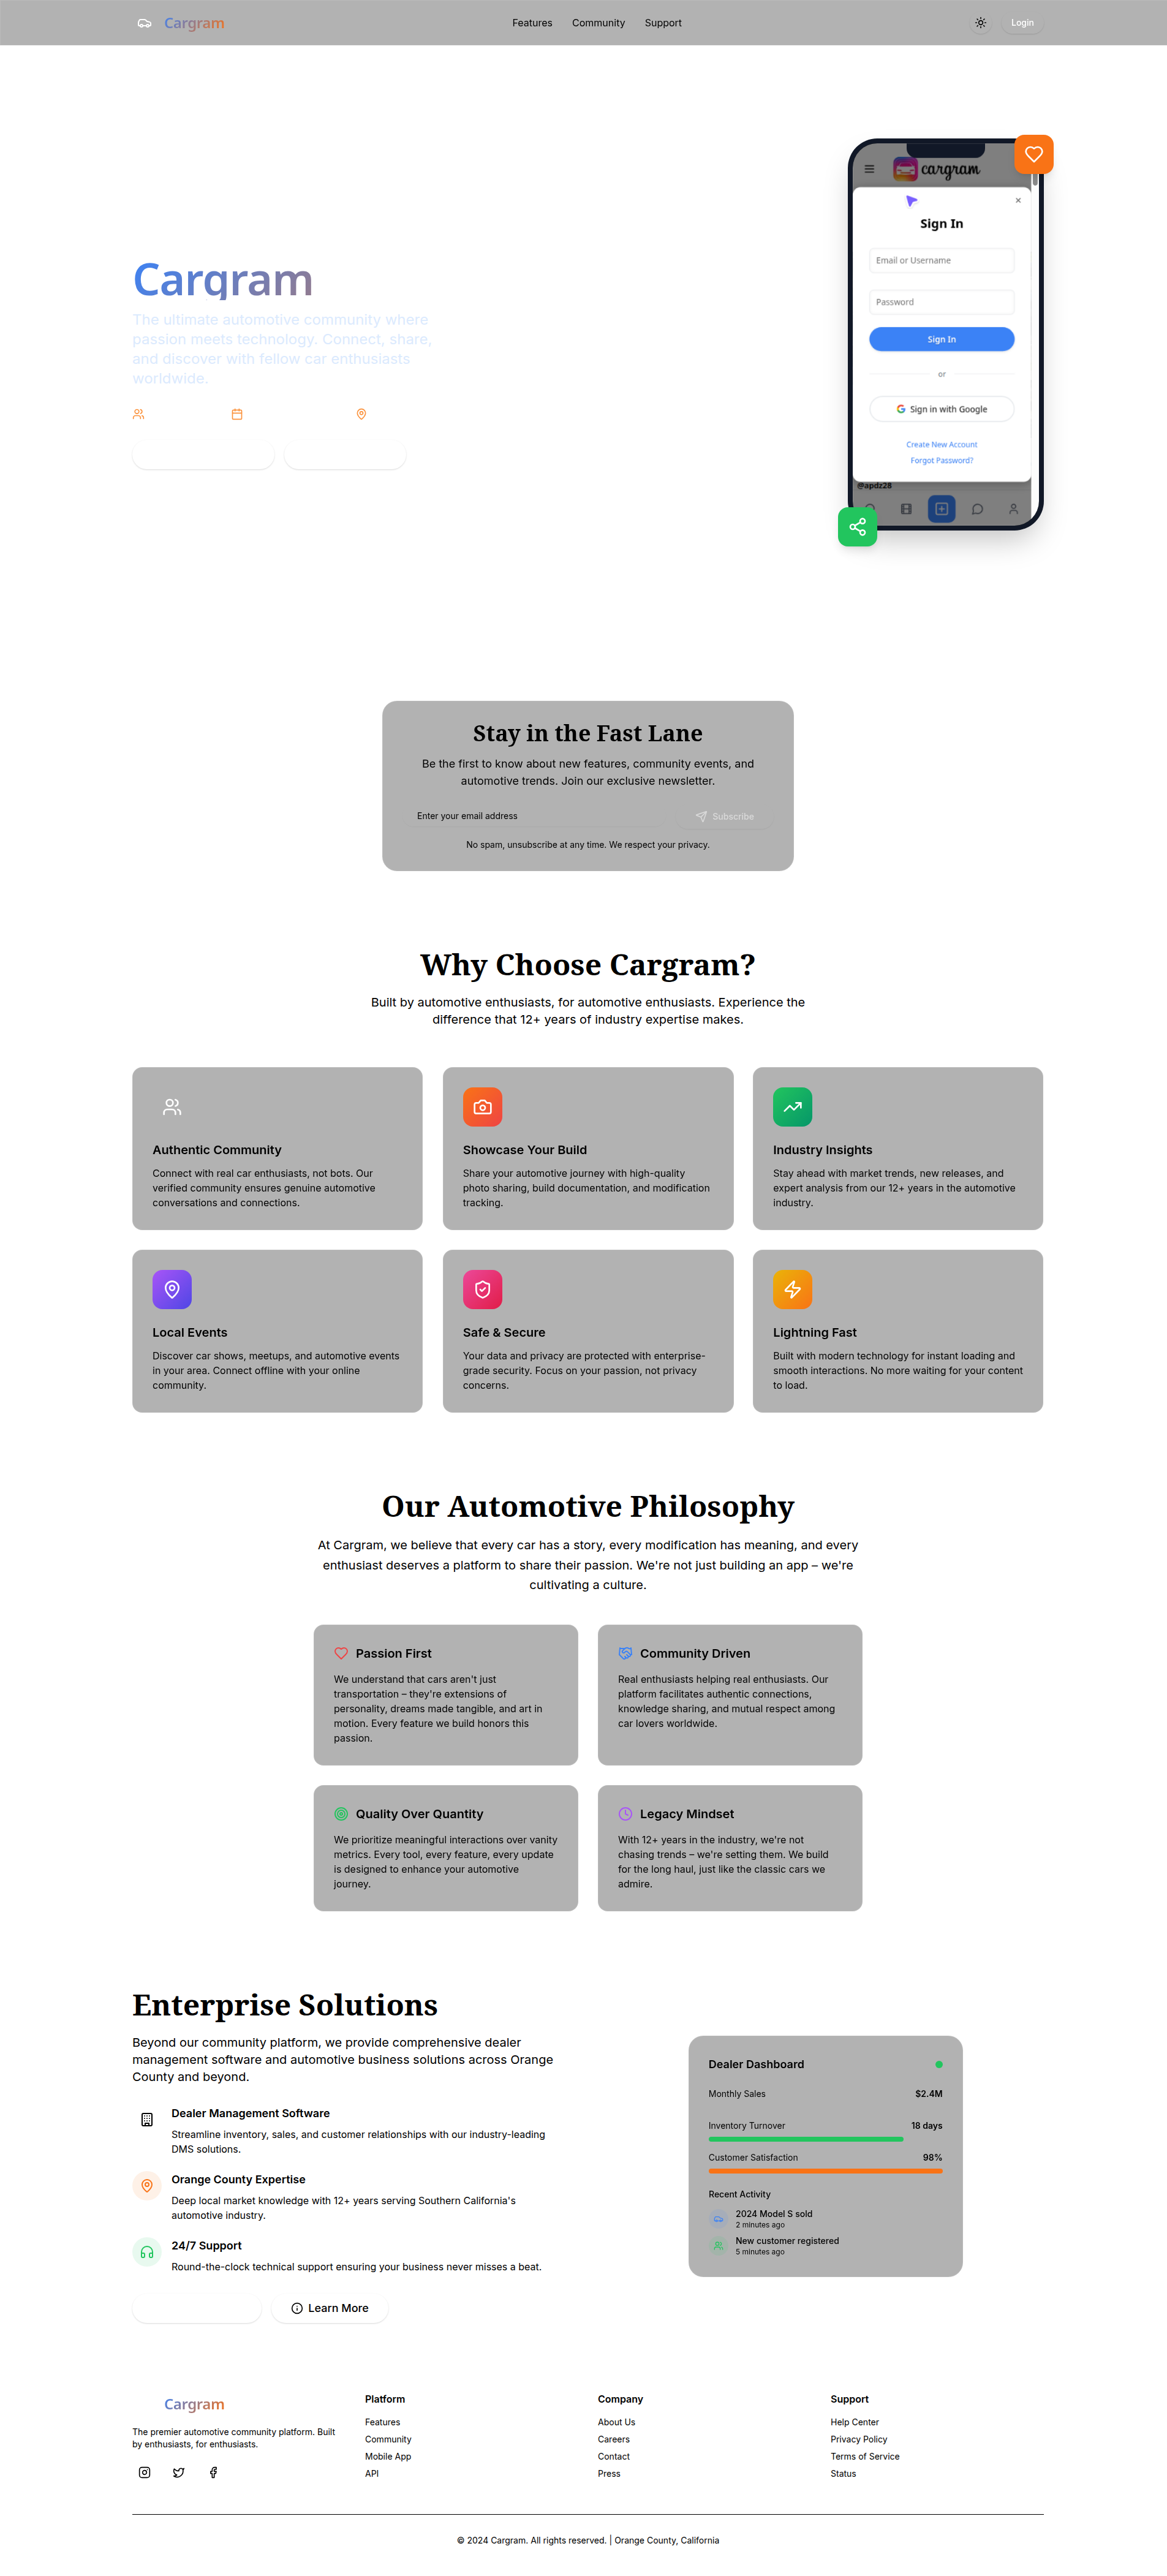 Cargram
Features Community Support
Login
Cargram
The ultimate automotive community where
passion meets technology. Connect, share,
and discover with fellow car enthusiasts
worldwide.
cargram
Sign In
Email or Username
Password
Sign In
or
Sign in with Google
Create New Account
Forgot Password?
@apdz28
Stay in the Fast Lane
Be the first to know about new features, community events, and
automotive trends. Join our exclusive newsletter.
Enter your email address
Subscribe
No spam, unsubscribe at any time. We respect your privacy.
Why Choose Cargram?
Built by automotive enthusiasts, for automotive enthusiasts. Experience the
difference that 12+ years of industry expertise makes.
Authentic Community
Connect with real car enthusiasts, not bots. Our
verified community ensures genuine automotive
conversations and connections.
Showcase Your Build
Share your automotive journey with high-quality
photo sharing, build documentation, and modification
tracking.
Industry Insights
Stay ahead with market trends, new releases, and
expert analysis from our 12+ years in the automotive
industry.
Local Events
Discover car shows, meetups, and automotive events
in your area. Connect offline with your online
community.
Safe & Secure
Your data and privacy are protected with enterprise-
grade security. Focus on your passion, not privacy
concerns.
Lightning Fast
Built with modern technology for instant loading and
smooth interactions. No more waiting for your content
to load.
Our Automotive Philosophy
At Cargram, we believe that every car has a story, every modification has meaning, and every
enthusiast deserves a platform to share their passion. We're not just building an app – we're
cultivating a culture.
Passion First
We understand that cars aren't just
transportation – they're extensions of
personality, dreams made tangible, and art in
motion. Every feature we build honors this
passion.
Community Driven
Real enthusiasts helping real enthusiasts. Our
platform facilitates authentic connections,
knowledge sharing, and mutual respect among
car lovers worldwide.
Quality Over Quantity
We prioritize meaningful interactions over vanity
metrics. Every tool, every feature, every update
is designed to enhance your automotive
journey.
Legacy Mindset
With 12+ years in the industry, we're not
chasing trends – we're setting them. We build
for the long haul, just like the classic cars we
admire.
Enterprise Solutions
Beyond our community platform, we provide comprehensive dealer
management software and automotive business solutions across Orange
County and beyond.
Dealer Management Software
Streamline inventory, sales, and customer relationships with our industry-leading
DMS solutions.
Orange County Expertise
Deep local market knowledge with 12+ years serving Southern California's
automotive industry.
24/7 Support
Round-the-clock technical support ensuring your business never misses a beat.
Learn More
Dealer Dashboard
Monthly Sales $2.4M
Inventory Turnover 18 days
Customer Satisfaction 98%
Recent Activity
2024 Model S sold
2 minutes ago
New customer registered
5 minutes ago
Cargram
The premier automotive community platform. Built
by enthusiasts, for enthusiasts.
Platform
Features
Community
Mobile App
API
Company
About Us
Careers
Contact
Press
Support
Help Center
Privacy Policy
Terms of Service
Status
© 2024 Cargram. All rights reserved. | Orange County, California